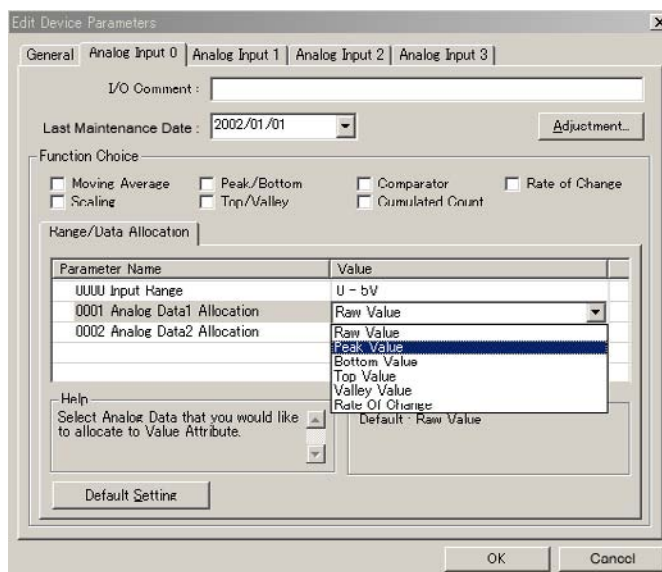 Edit Device Parameters
General Analog Input 0 Analog Input 1 Analog Input 2 Analog Input 3
I/O Comment :
Last Maintenance Date : 2002/01/01 Adjustment...
Function Choice
Moving Average Peak/Bottom Comparator Rate of Change
Scaling Top/Valley Cumulated Count
Range/Data Allocation
Parameter Name Value
0000 Input Range 0 - 5V
0001 Analog Data1 Allocation Raw Value
0002 Analog Data2 Allocation Raw Value
Peak Value
Bottom Value
Top Value
Valley Value
Rate Of Change
Help
Select Analog Data that you would like
to allocate to Value Attribute.
Default : Raw Value
Default Setting
OK Cancel